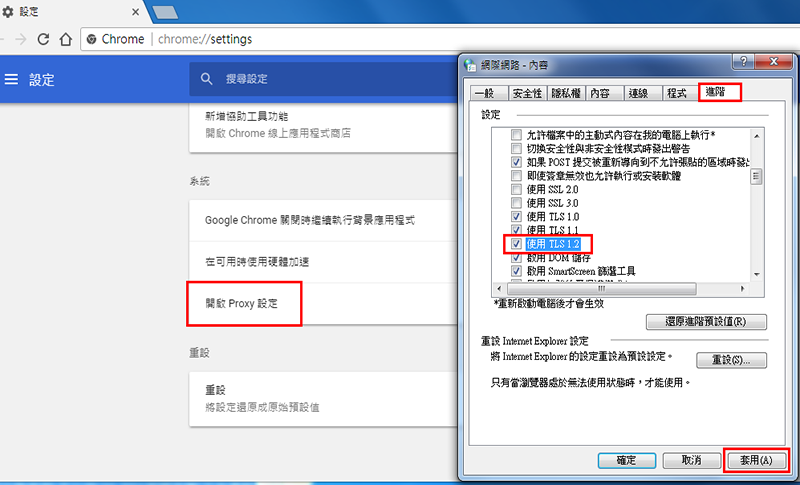 設定
Chrome | chrome://settings
設定
搜尋設定
新增協助工具功能
開啟 Chrome 線上應用程式商店
系統
Google Chrome 關閉時繼續執行背景應用程式
在可用時使用硬體加速
開啟 Proxy 設定
重設
重設
將設定還原成原始預設值
網際網路 - 內容
一般 安全性 隱私權 內容 連線 程式 進階
設定
允許檔案中的主動式內容在我的電腦上執行*
切換安全性與非安全性模式時發出警告
如果 POST 提交被重新導向到不允許張貼的區域時發出
即使簽章無效也允許執行或安裝軟體
使用 SSL 2.0
使用 SSL 3.0
使用 TLS 1.0
使用 TLS 1.1
使用 TLS 1.2
啟用 DOM 儲存
啟用 SmartScreen 篩選工具
*重新啟動電腦後才會生效
還原進階預設值(R)
重設 Internet Explorer 設定
將 Internet Explorer 的設定重設為預設設定。
重設(S)...
只有當瀏覽器處於無法使用狀態時，才能使用。
確定 取消 套用(A)